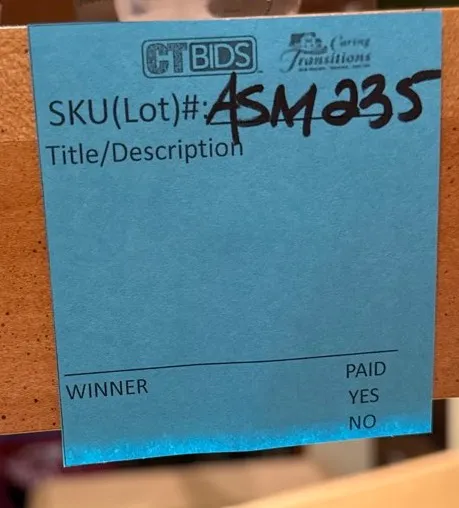 CTBIDS Caring Transitions
SKU(Lot)#: ASM235
Title/Description
WINNER PAID
YES
NO